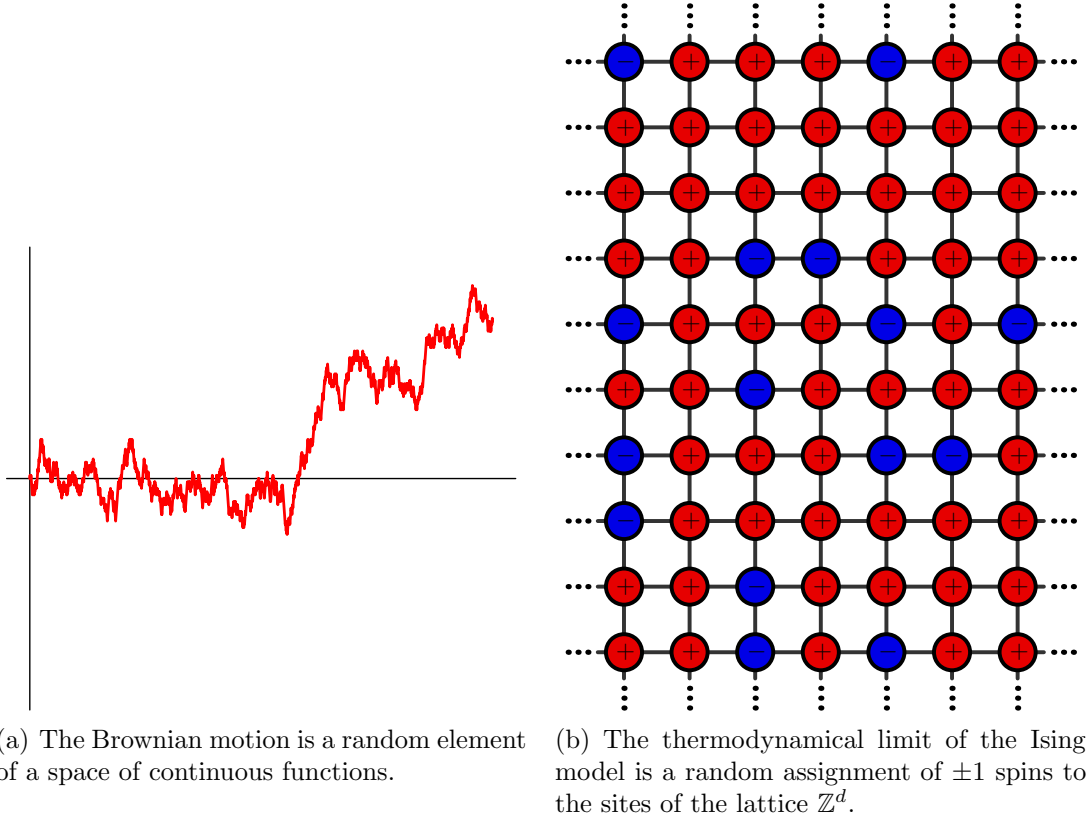 − + + + − + +
+ + + + + + +
+ + + + + + +
+ + − − + + +
− + + + − + −
+ + − + + + +
− + + + − − +
− + + + + + +
+ + − + + + +
+ + − + − + +
(a) The Brownian motion is a random element
of a space of continuous functions.
(b) The thermodynamical limit of the Ising
model is a random assignment of ±1 spins to
the sites of the lattice ℤᵈ.